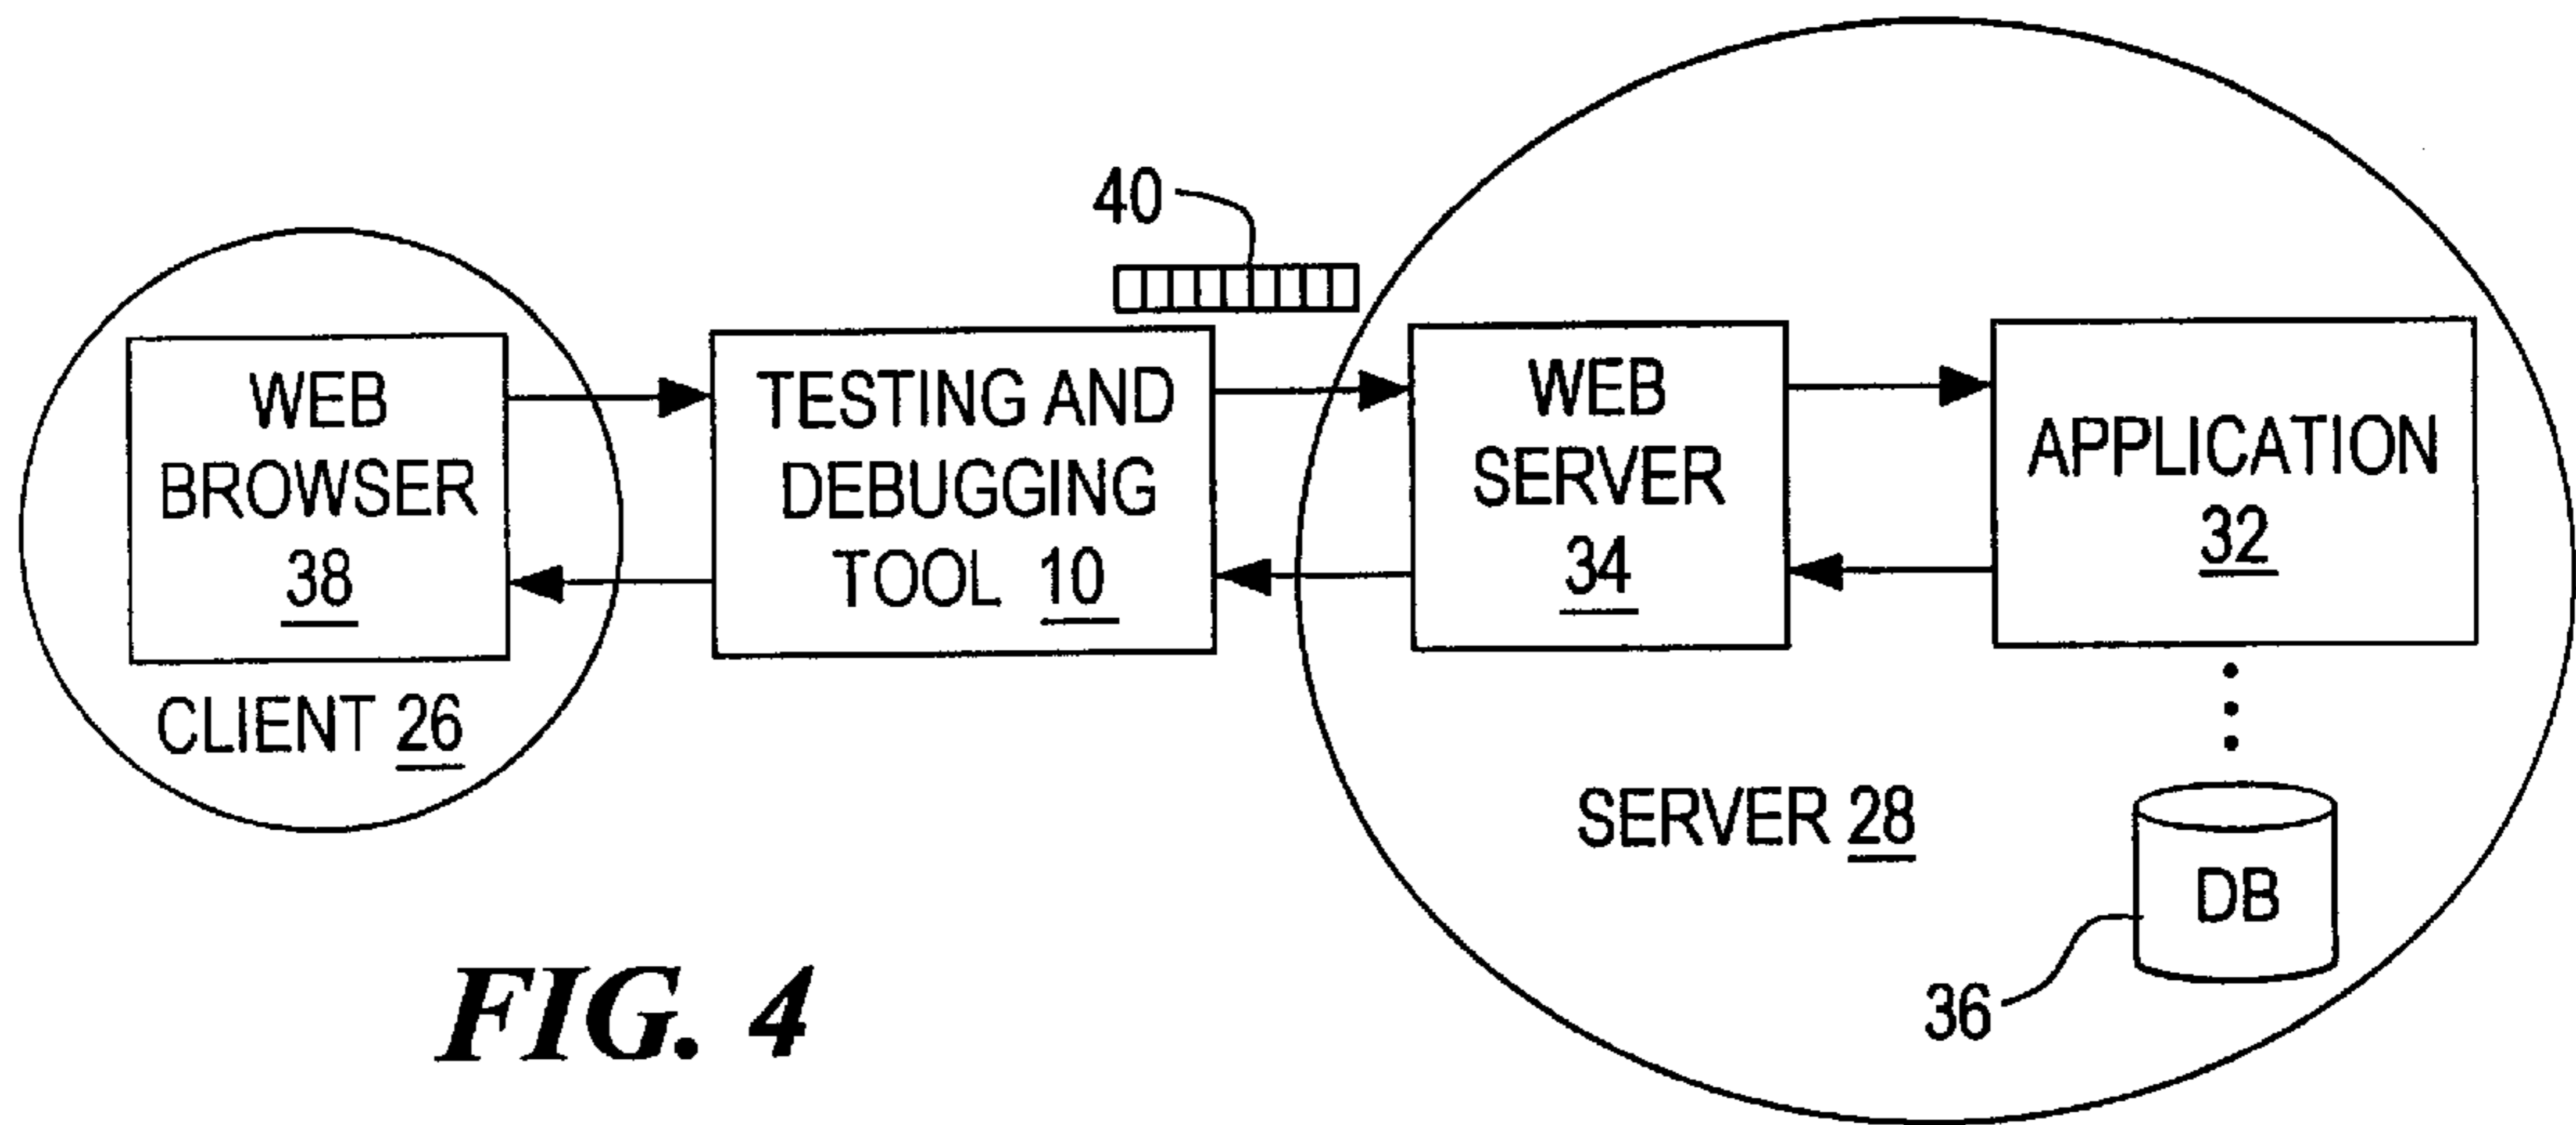 40
WEB
BROWSER
38
CLIENT 26
TESTING AND
DEBUGGING
TOOL 10
WEB
SERVER
34
APPLICATION
32
SERVER 28
DB
36
FIG. 4